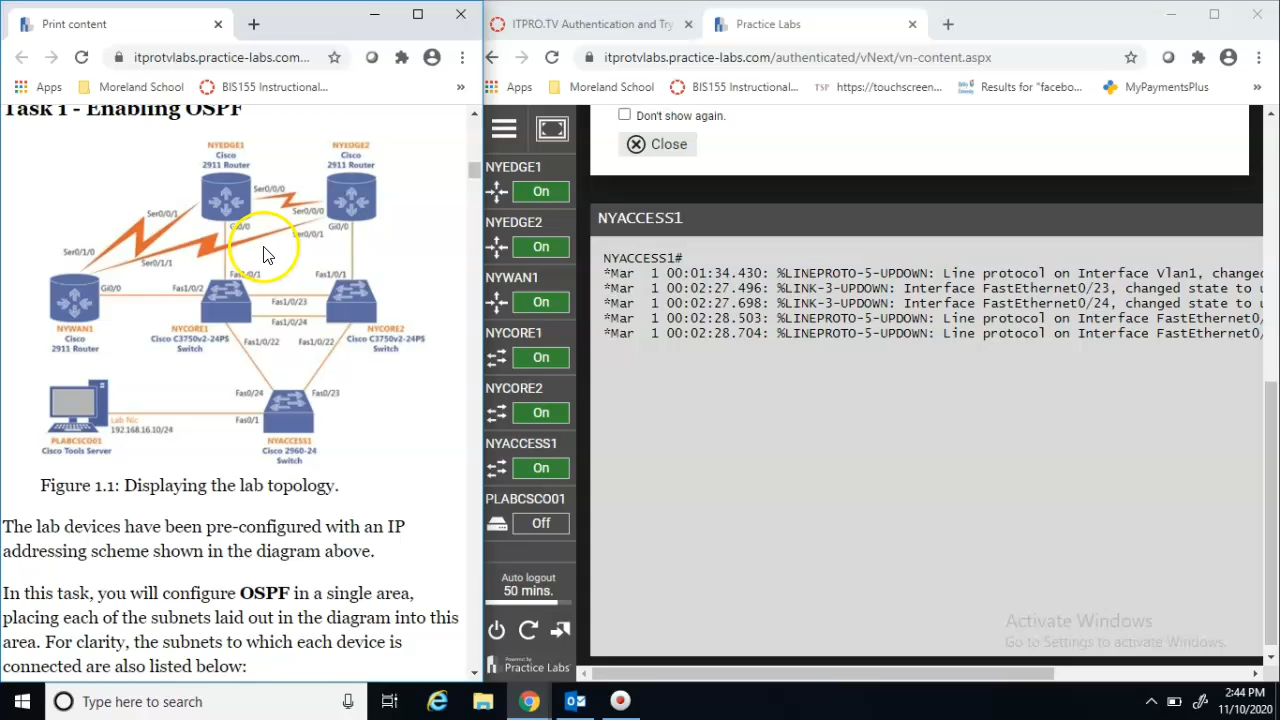 Print content
itprotvlabs.practice-labs.com...
Apps
Moreland School
BIS155 Instructional...
»
Task 1 - Enabling OSPF
NYEDGE1
Cisco
2911 Router
NYEDGE2
Cisco
2911 Router
Ser0/0/0
Ser0/0/1
Ser0/0/0
Gi0/0
Gi0/0
Ser0/0/1
Ser0/1/0
Ser0/1/1
Fas1/0/1
Fas1/0/1
Gi0/0
Fas1/0/2
Fas1/0/23
Fas1/0/24
NYWAN1
Cisco
2911 Router
NYCORE1
Cisco C3750v2-24PS
Switch
NYCORE2
Cisco C3750v2-24PS
Switch
Fas1/0/22
Fas1/0/22
Fas0/24
Fas0/23
Lab Nic
192.168.16.10/24
Fas0/1
PLABCSCO01
Cisco Tools Server
NYACCESS1
Cisco 2960-24
Switch
Figure 1.1: Displaying the lab topology.
The lab devices have been pre-configured with an IP
addressing scheme shown in the diagram above.
In this task, you will configure OSPF in a single area,
placing each of the subnets laid out in the diagram into this
area. For clarity, the subnets to which each device is
connected are also listed below:
ITPRO.TV Authentication and Try
Practice Labs
itprotvlabs.practice-labs.com/authenticated/vNext/vn-content.aspx
Apps
Moreland School
BIS155 Instructional...
TSP
https://touchscreen...
Results for "facebo...
MyPaymentsPlus
»
Don't show again.
Close
NYEDGE1
On
NYEDGE2
On
NYWAN1
On
NYCORE1
On
NYCORE2
On
NYACCESS1
On
PLABCSCO01
Off
Auto logout
50 mins.
Powered by
Practice Labs
NYACCESS1
NYACCESS1#
*Mar  1 00:01:34.430: %LINEPROTO-5-UPDOWN: Line protocol on Interface Vlan1, changed
*Mar  1 00:02:27.496: %LINK-3-UPDOWN: Interface FastEthernet0/23, changed state to u
*Mar  1 00:02:27.698: %LINK-3-UPDOWN: Interface FastEthernet0/24, changed state to u
*Mar  1 00:02:28.503: %LINEPROTO-5-UPDOWN: Line protocol on Interface FastEthernet0/
*Mar  1 00:02:28.704: %LINEPROTO-5-UPDOWN: Line protocol on Interface FastEthernet0/
Activate Windows
Go to Settings to activate Windows.
Type here to search
2:44 PM
11/10/2020